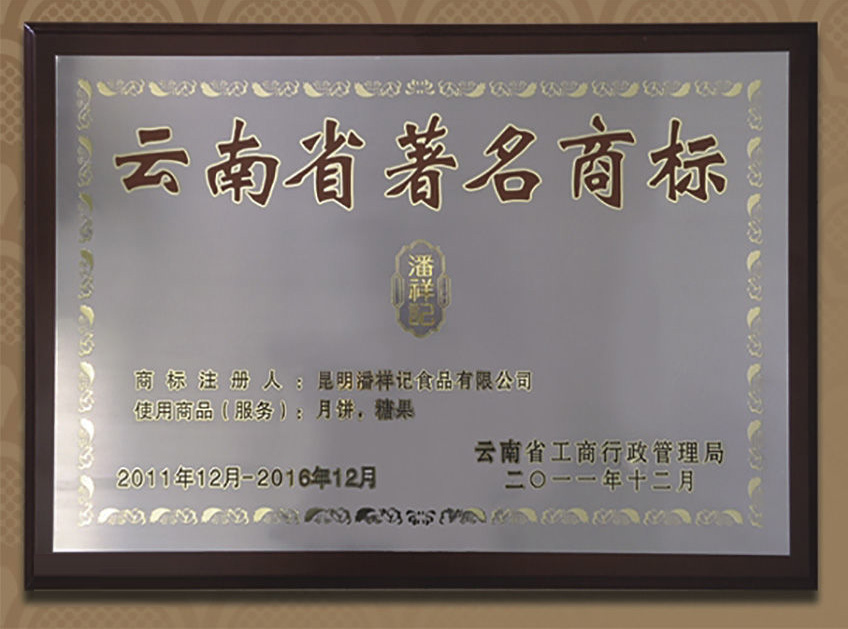 云南省著名商标
潘祥記
商标注册人：昆明潘祥记食品有限公司
使用商品（服务）：月饼，糖果
云南省工商行政管理局
2011年12月-2016年12月
二〇一一年十二月